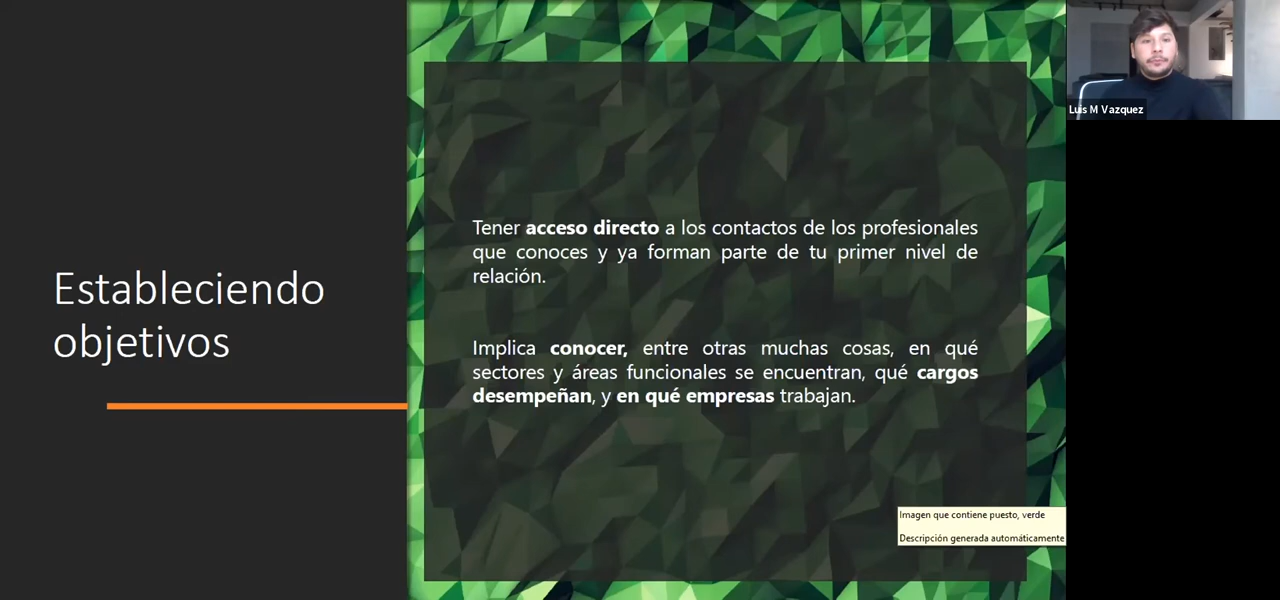 Estableciendo
objetivos
Tener acceso directo a los contactos de los profesionales
que conoces y ya forman parte de tu primer nivel de
relación.
Implica conocer, entre otras muchas cosas, en qué
sectores y áreas funcionales se encuentran, qué cargos
desempeñan, y en qué empresas trabajan.
Imagen que contiene puesto, verde
Descripción generada automáticamente
Luis M Vazquez